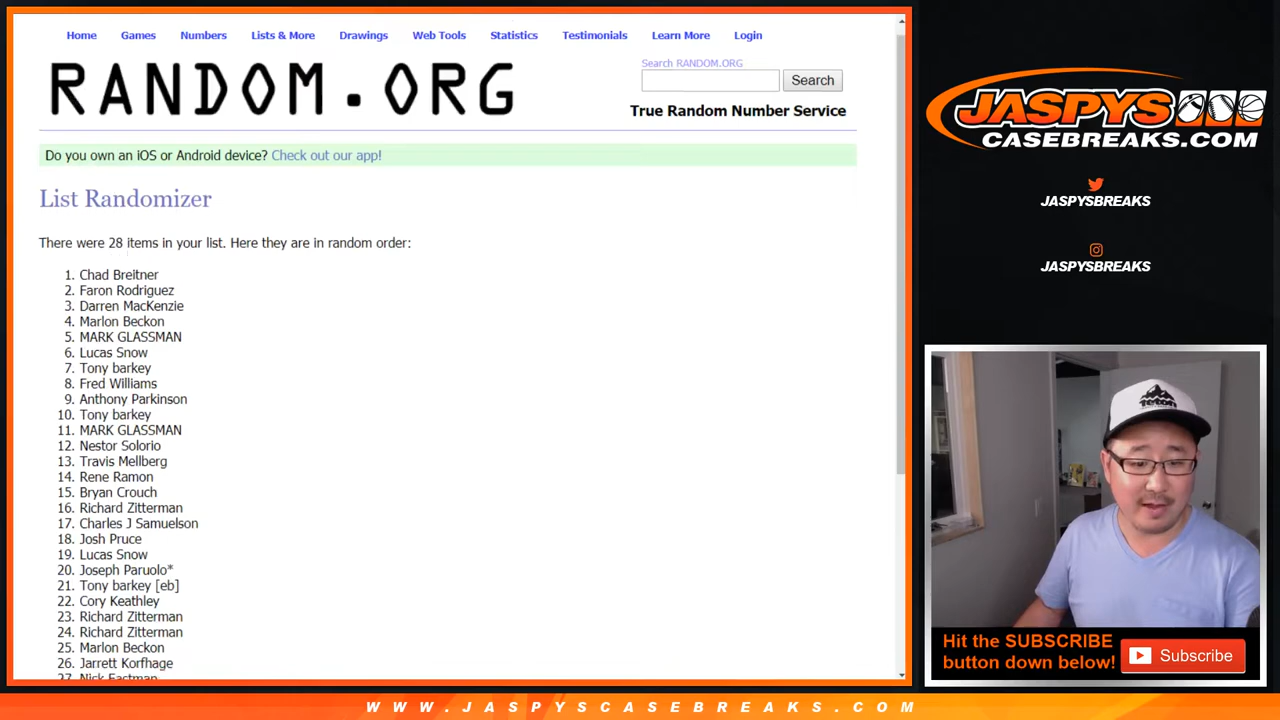 Home Games Numbers Lists & More Drawings Web Tools Statistics Testimonials Learn More Login
RANDOM.ORG
Search RANDOM.ORG
Search
True Random Number Service
Do you own an iOS or Android device? Check out our app!
List Randomizer
There were 28 items in your list. Here they are in random order:
1. Chad Breitner
2. Faron Rodriguez
3. Darren MacKenzie
4. Marlon Beckon
5. MARK GLASSMAN
6. Lucas Snow
7. Tony barkey
8. Fred Williams
9. Anthony Parkinson
10. Tony barkey
11. MARK GLASSMAN
12. Nestor Solorio
13. Travis Mellberg
14. Rene Ramon
15. Bryan Crouch
16. Richard Zitterman
17. Charles J Samuelson
18. Josh Pruce
19. Lucas Snow
20. Joseph Paruolo*
21. Tony barkey [eb]
22. Cory Keathley
23. Richard Zitterman
24. Richard Zitterman
25. Marlon Beckon
26. Jarrett Korfhage
27. Nick Eastman
JASPYS
CASEBREAKS.COM
JASPYSBREAKS
JASPYSBREAKS
Hit the SUBSCRIBE
button down below!
Subscribe
WWW.JASPYSCASEBREAKS.COM